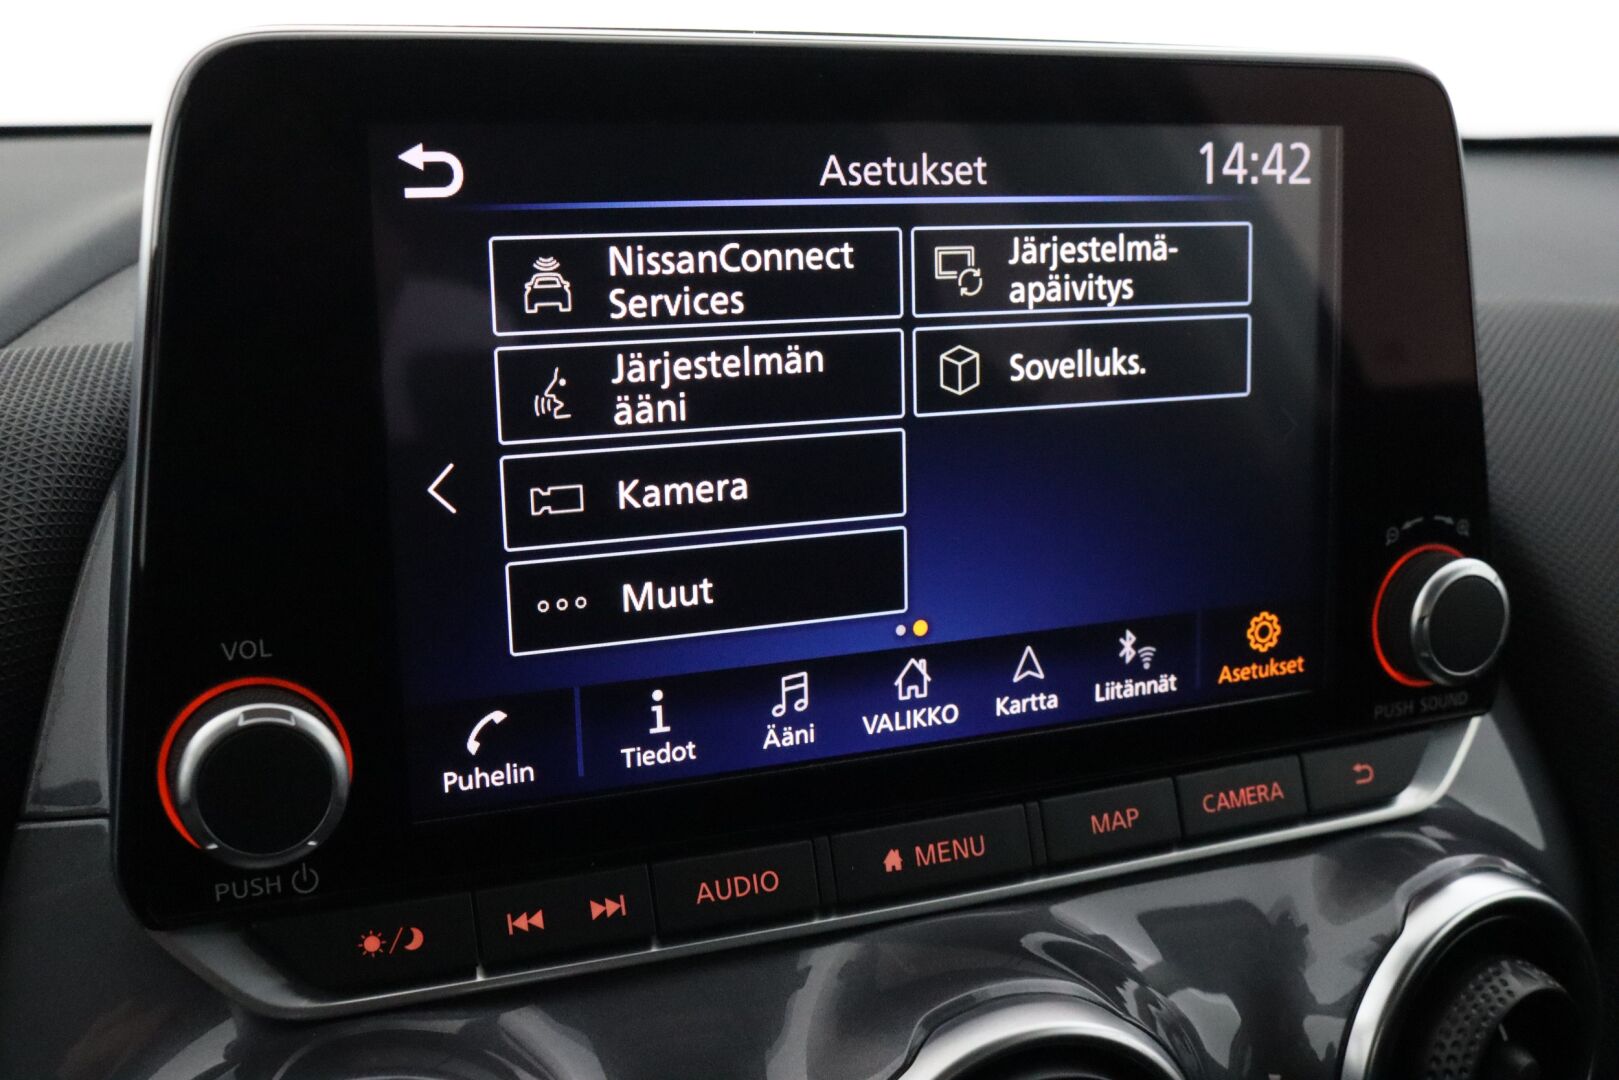 Asetukset
14:42
NissanConnect
Services
Järjestelmä-
apäivitys
Järjestelmän
ääni
Sovelluks.
Kamera
Muut
Puhelin
Tiedot
Ääni
VALIKKO
Kartta
Liitännät
Asetukset
VOL
PUSH
PUSH SOUND
AUDIO
MENU
MAP
CAMERA